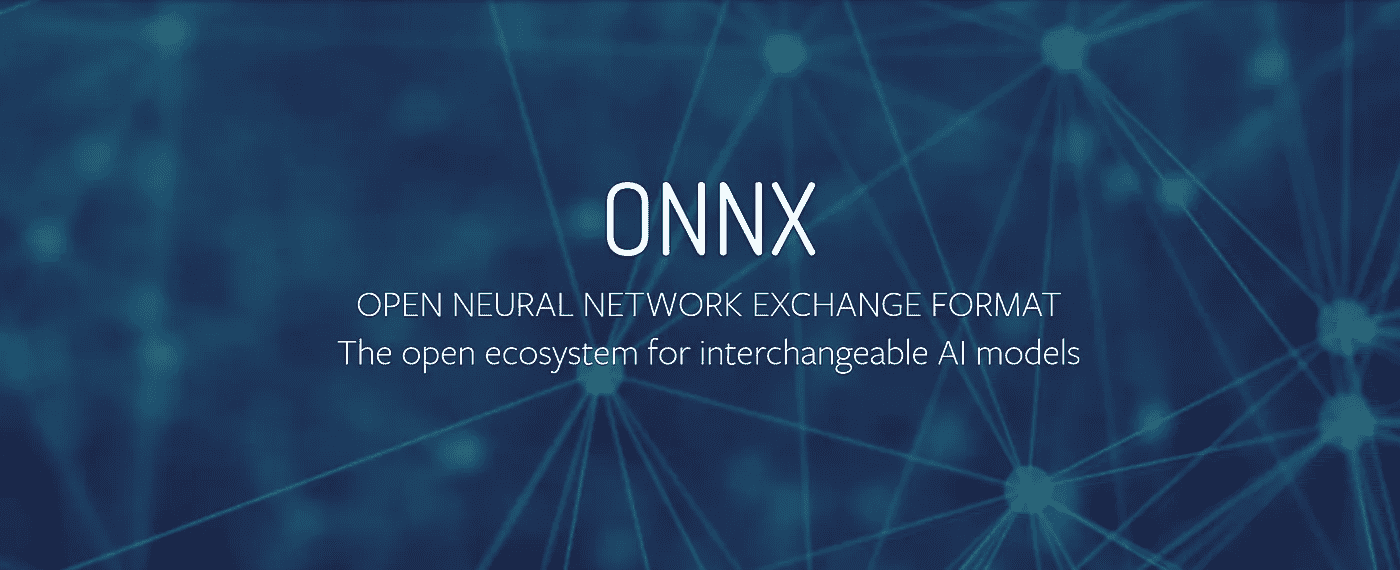 ONNX
OPEN NEURAL NETWORK EXCHANGE FORMAT
The open ecosystem for interchangeable AI models